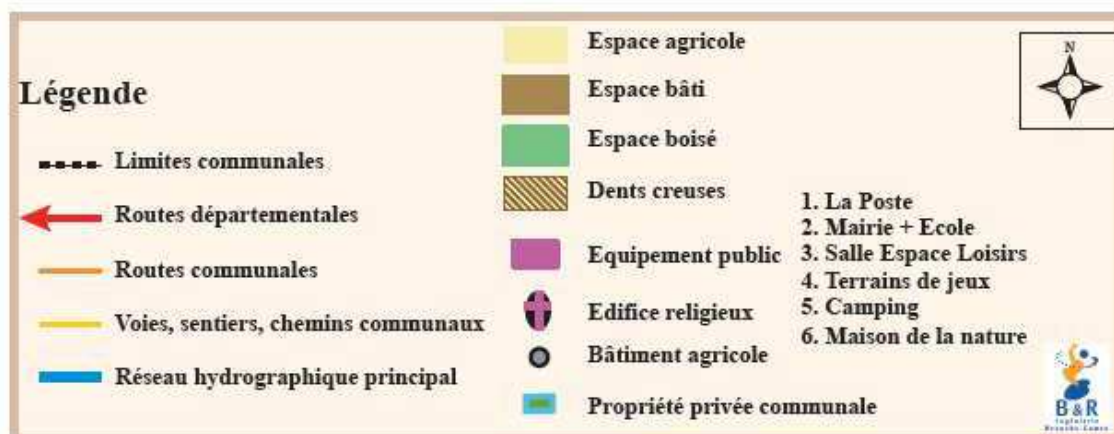 Légende
Limites communales
Routes départementales
Routes communales
Voies, sentiers, chemins communaux
Réseau hydrographique principal
Espace agricole
Espace bâti
Espace boisé
Dents creuses
Equipement public
Edifice religieux
Bâtiment agricole
Propriété privée communale
N
1. La Poste
2. Mairie + Ecole
3. Salle Espace Loisirs
4. Terrains de jeux
5. Camping
6. Maison de la nature
B & R
Ingénierie